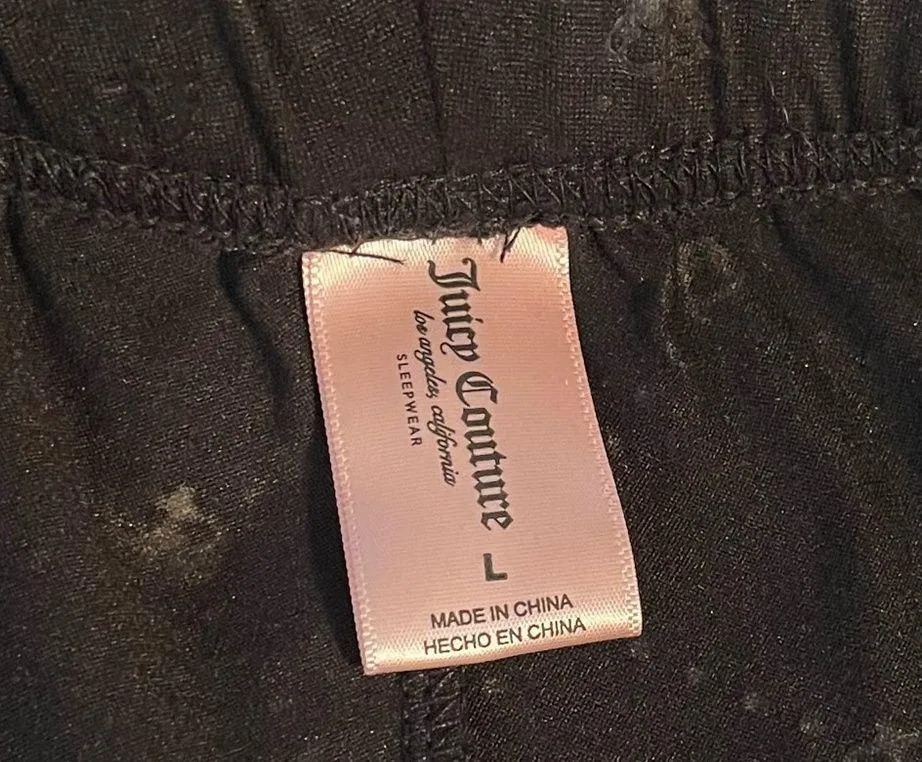 Juicy Couture
los angeles, california
SLEEPWEAR
L
MADE IN CHINA
HECHO EN CHINA